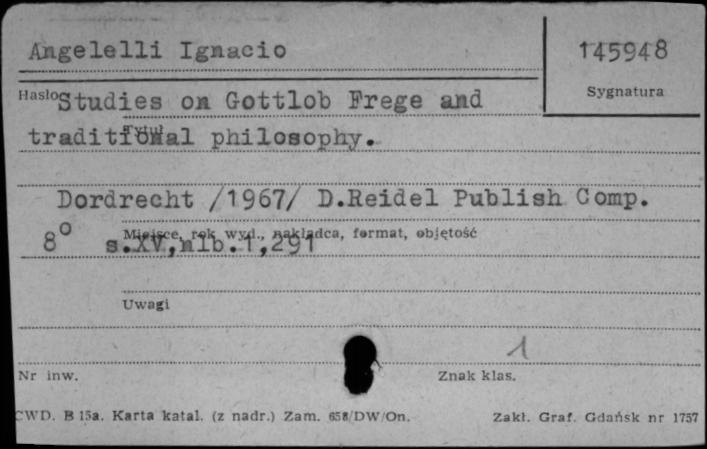 Angelelli Ignacio
145948
Hasło
Sygnatura
Studies on Gottlob Frege and
traditional philosophy.
Dordrecht /1967/ D.Reidel Publish Comp.
Miejsce, rok wyd., nakładca, format, objętość
8° s.XV,nlb.1,291
Uwagi
1
Nr inw.
Znak klas.
CWD. B 15a. Karta katal. (z nadr.) Zam. 658/DW/On.
Zakł. Graf. Gdańsk nr 1757